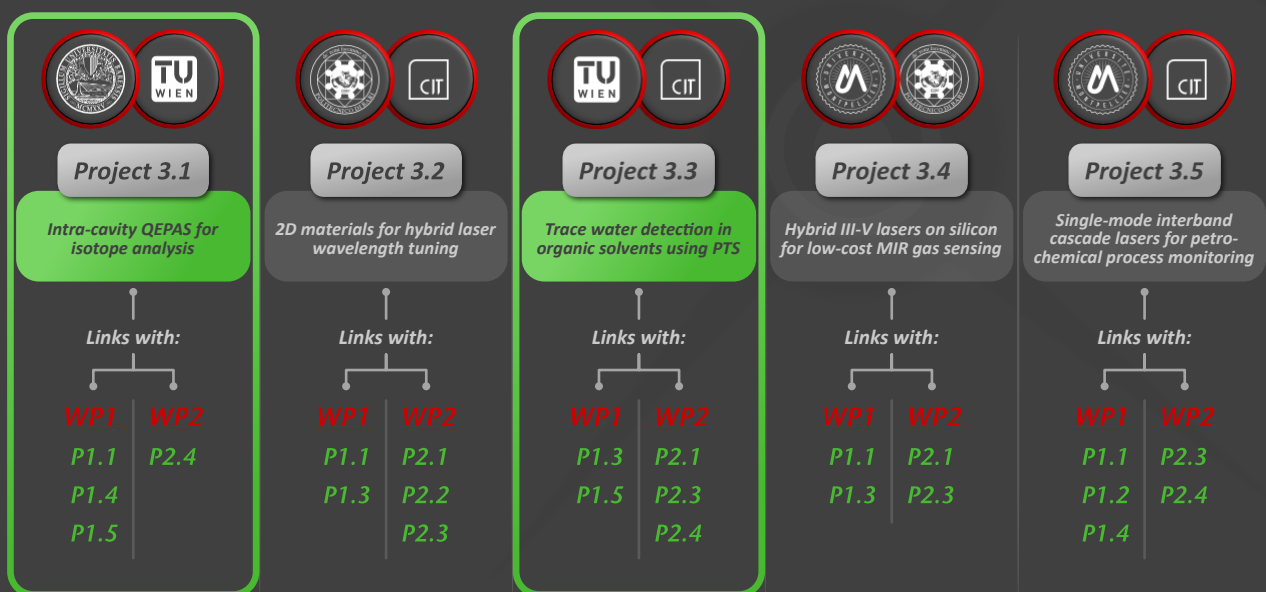 TU
WIEN
CIT
TU
WIEN
CIT
CIT
Project 3.1
Intra-cavity QEPAS for
isotope analysis
Links with:
WP1 WP2
P1.1 P2.4
P1.4
P1.5
Project 3.2
2D materials for hybrid laser
wavelength tuning
Links with:
WP1 WP2
P1.1 P2.1
P1.3 P2.2
P2.3
Project 3.3
Trace water detection in
organic solvents using PTS
Links with:
WP1 WP2
P1.3 P2.1
P1.5 P2.3
P2.4
Project 3.4
Hybrid III-V lasers on silicon
for low-cost MIR gas sensing
Links with:
WP1 WP2
P1.1 P2.1
P1.3 P2.3
Project 3.5
Single-mode interband
cascade lasers for petro-
chemical process monitoring
Links with:
WP1 WP2
P1.1 P2.3
P1.2 P2.4
P1.4